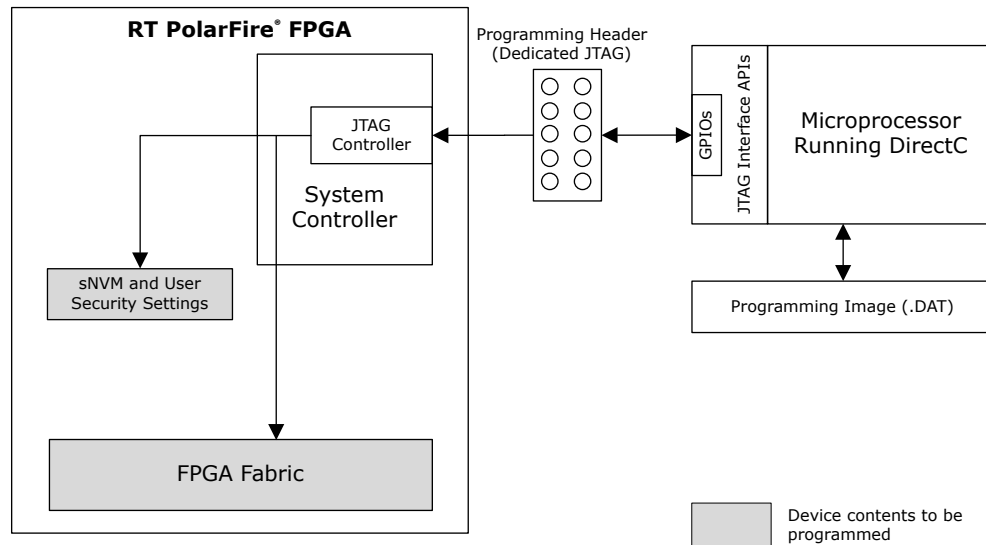 RT PolarFire® FPGA
JTAG
Controller
System
Controller
sNVM and User
Security Settings
FPGA Fabric
Programming Header
(Dedicated JTAG)
GPIOs
JTAG Interface APIs
Microprocessor
Running DirectC
Programming Image (.DAT)
Device contents to be
programmed